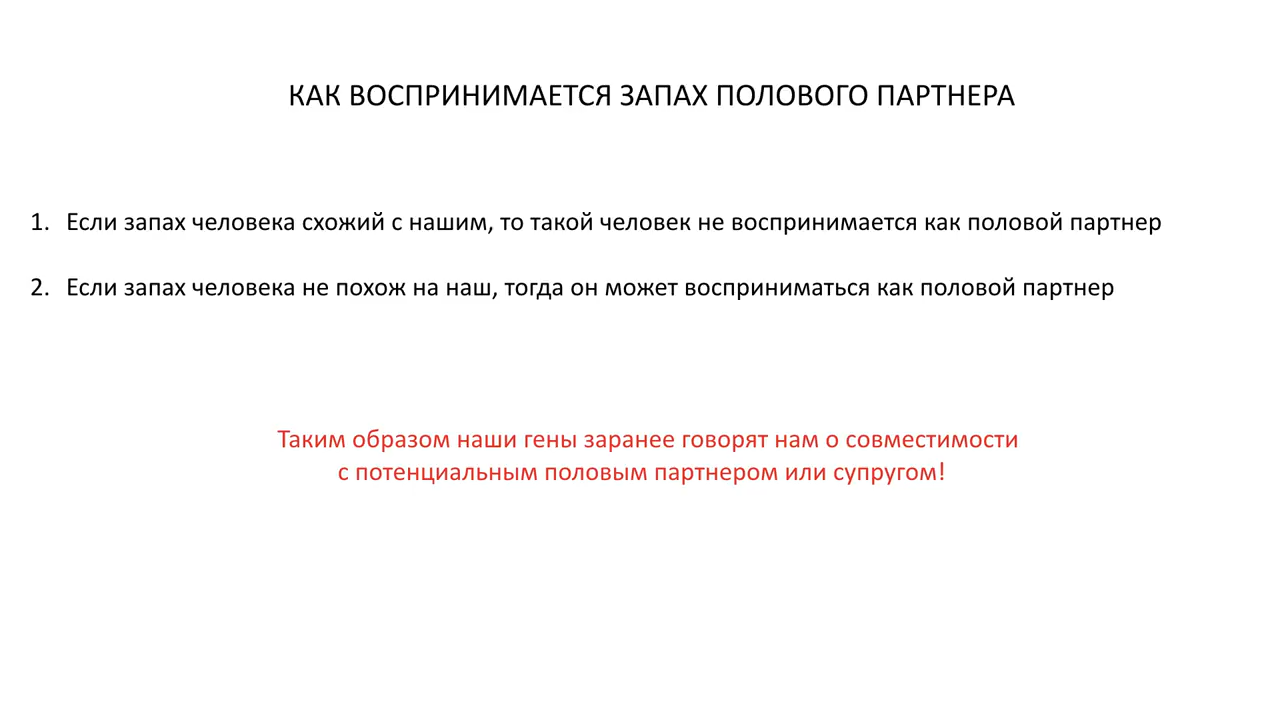 КАК ВОСПРИНИМАЕТСЯ ЗАПАХ ПОЛОВОГО ПАРТНЕРА
1. Если запах человека схожий с нашим, то такой человек не воспринимается как половой партнер
2. Если запах человека не похож на наш, тогда он может восприниматься как половой партнер
Таким образом наши гены заранее говорят нам о совместимости
с потенциальным половым партнером или супругом!